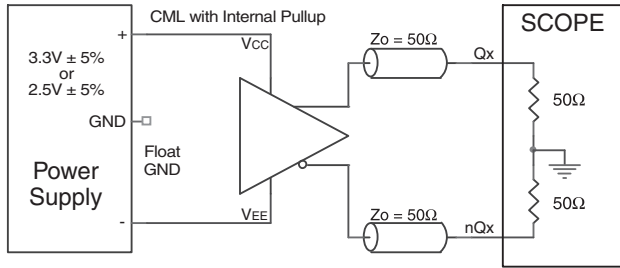 CML with Internal Pullup
SCOPE
+
VCC
Zo = 50Ω
Qx
3.3V ± 5%
or
2.5V ± 5%
50Ω
GND
Float
GND
Power
Supply
50Ω
-
VEE
Zo = 50Ω
nQx